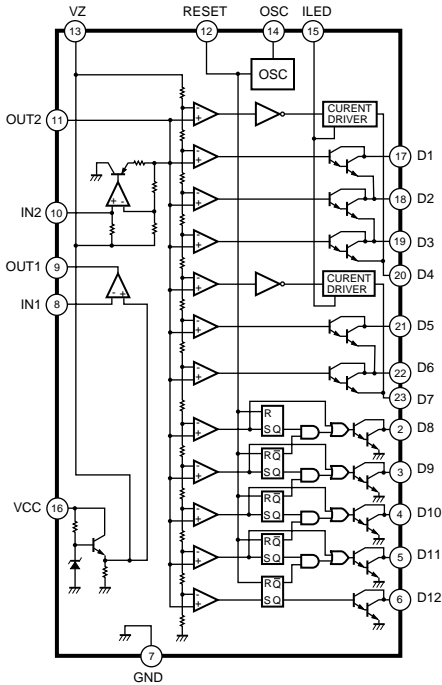 VZ RESET OSC ILED
13 12 14 15
OSC
CURENT
DRIVER
OUT2 11
- +
- +
17 D1
- +
18 D2
+ -
IN2 10
- +
19 D3
OUT1 9
20 D4
- +
CURENT
DRIVER
- +
IN1 8
- +
21 D5
- +
22 D6
23 D7
- +
R
S Q
2 D8
- +
R Q
S Q
3 D9
VCC 16
- +
R Q
S Q
4 D10
- +
R Q
S Q
5 D11
- +
R Q
S Q
6 D12
7
GND